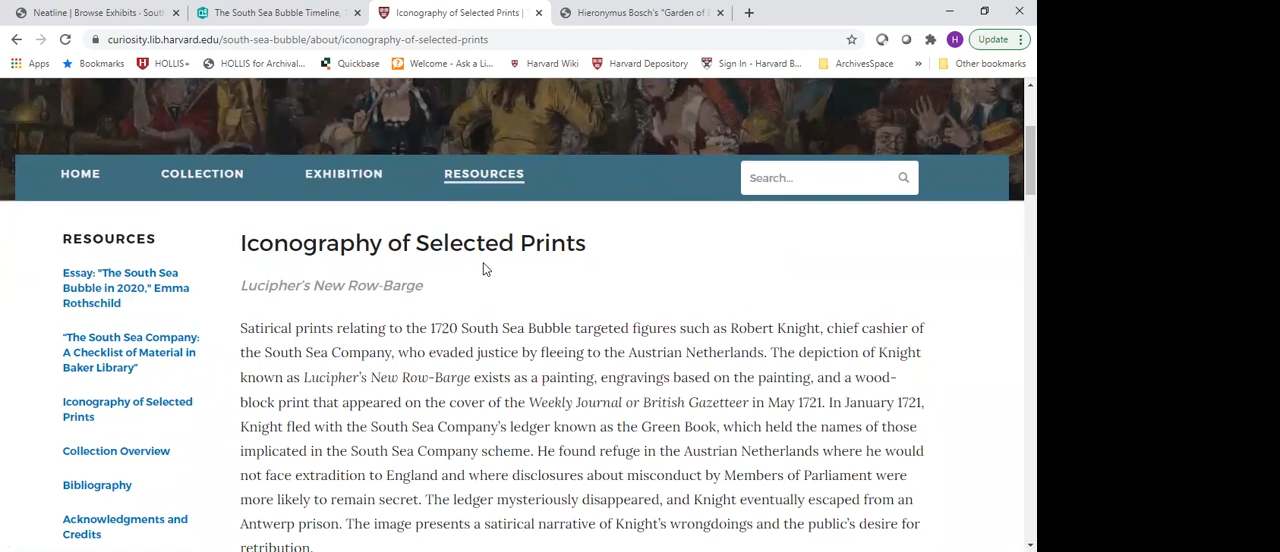 Neatline | Browse Exhibits - Sout
The South Sea Bubble Timeline,
Iconography of Selected Prints |
Hieronymus Bosch's "Garden of
curiosity.lib.harvard.edu/south-sea-bubble/about/iconography-of-selected-prints
H
Update
Apps
Bookmarks
HOLLIS+
HOLLIS for Archival...
Quickbase
Welcome - Ask a Li...
Harvard Wiki
Harvard Depository
Sign In - Harvard B...
ArchivesSpace
»
Other bookmarks
HOME
COLLECTION
EXHIBITION
RESOURCES
Search...
RESOURCES
Essay: "The South Sea
Bubble in 2020," Emma
Rothschild
"The South Sea Company:
A Checklist of Material in
Baker Library"
Iconography of Selected
Prints
Collection Overview
Bibliography
Acknowledgments and
Credits
Iconography of Selected Prints
Lucipher's New Row-Barge
Satirical prints relating to the 1720 South Sea Bubble targeted figures such as Robert Knight, chief cashier of
the South Sea Company, who evaded justice by fleeing to the Austrian Netherlands. The depiction of Knight
known as Lucipher's New Row-Barge exists as a painting, engravings based on the painting, and a wood-
block print that appeared on the cover of the Weekly Journal or British Gazetteer in May 1721. In January 1721,
Knight fled with the South Sea Company's ledger known as the Green Book, which held the names of those
implicated in the South Sea Company scheme. He found refuge in the Austrian Netherlands where he would
not face extradition to England and where disclosures about misconduct by Members of Parliament were
more likely to remain secret. The ledger mysteriously disappeared, and Knight eventually escaped from an
Antwerp prison. The image presents a satirical narrative of Knight's wrongdoings and the public's desire for
retribution.